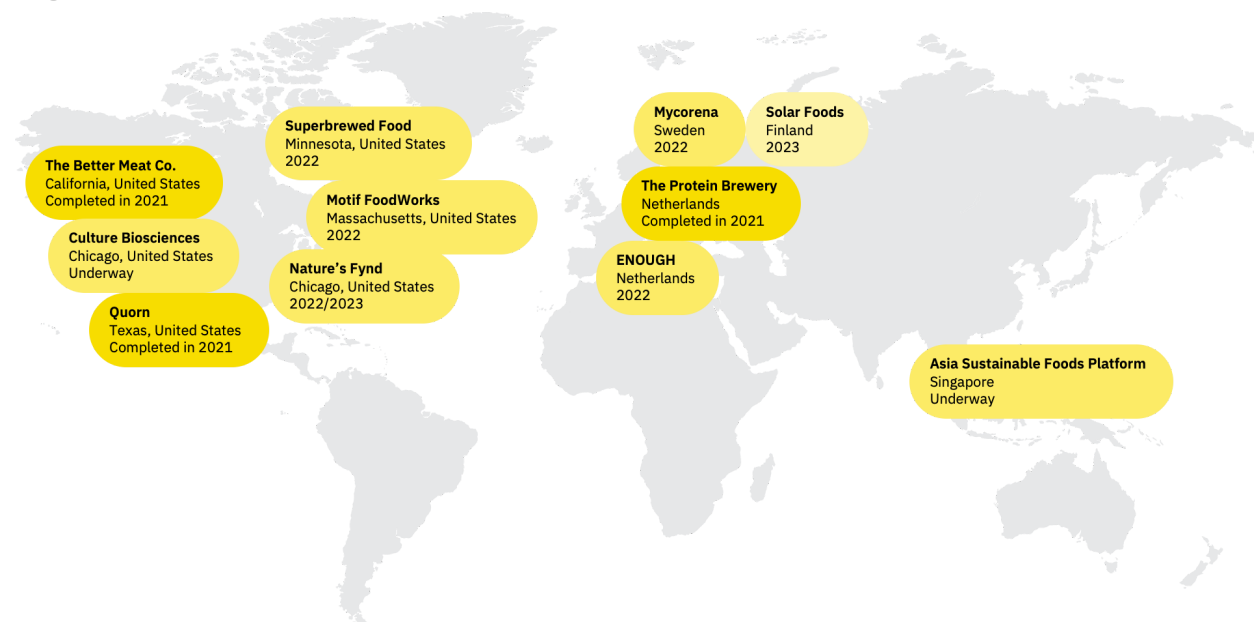 The Better Meat Co.
California, United States
Completed in 2021
Culture Biosciences
Chicago, United States
Underway
Quorn
Texas, United States
Completed in 2021
Superbrewed Food
Minnesota, United States
2022
Motif FoodWorks
Massachusetts, United States
2022
Nature’s Fynd
Chicago, United States
2022/2023
Mycorena
Sweden
2022
Solar Foods
Finland
2023
The Protein Brewery
Netherlands
Completed in 2021
ENOUGH
Netherlands
2022
Asia Sustainable Foods Platform
Singapore
Underway